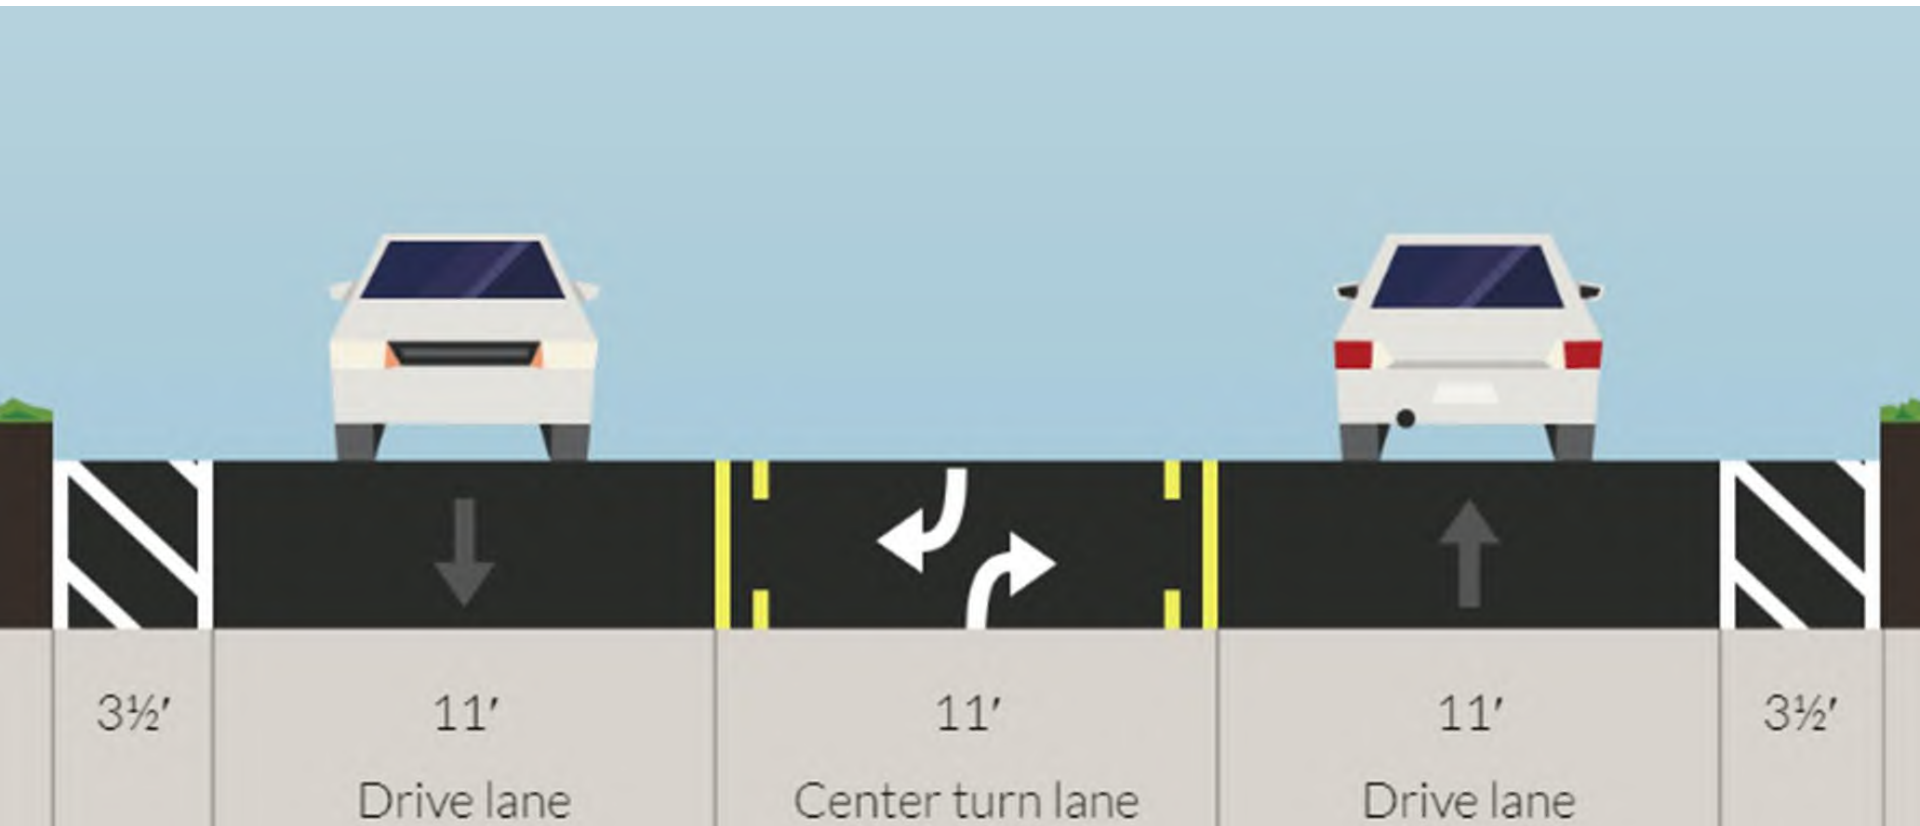 3½′ 11′ 11′ 11′ 3½′
Drive lane Center turn lane Drive lane